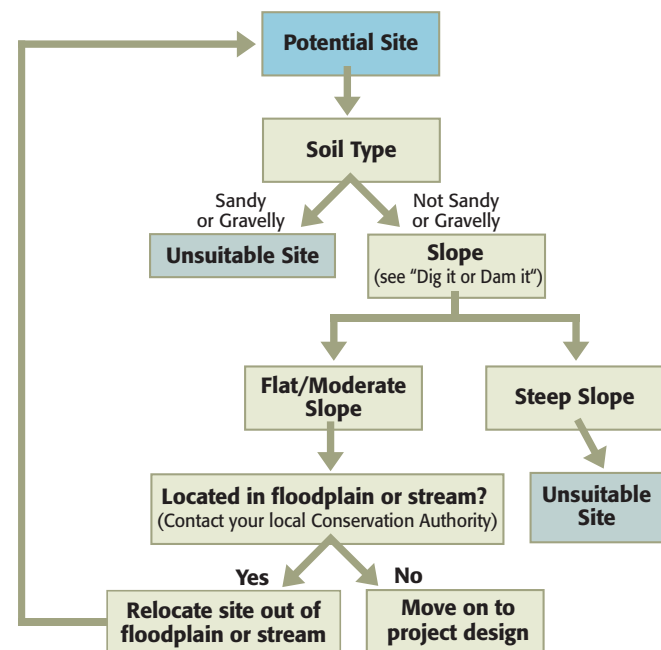 Potential Site
Soil Type
Sandy
or Gravelly
Not Sandy
or Gravelly
Unsuitable Site
Slope
(see “Dig it or Dam it“)
Flat/Moderate
Slope
Steep Slope
Located in floodplain or stream?
(Contact your local Conservation Authority)
Unsuitable
Site
Yes
No
Relocate site out of
floodplain or stream
Move on to
project design